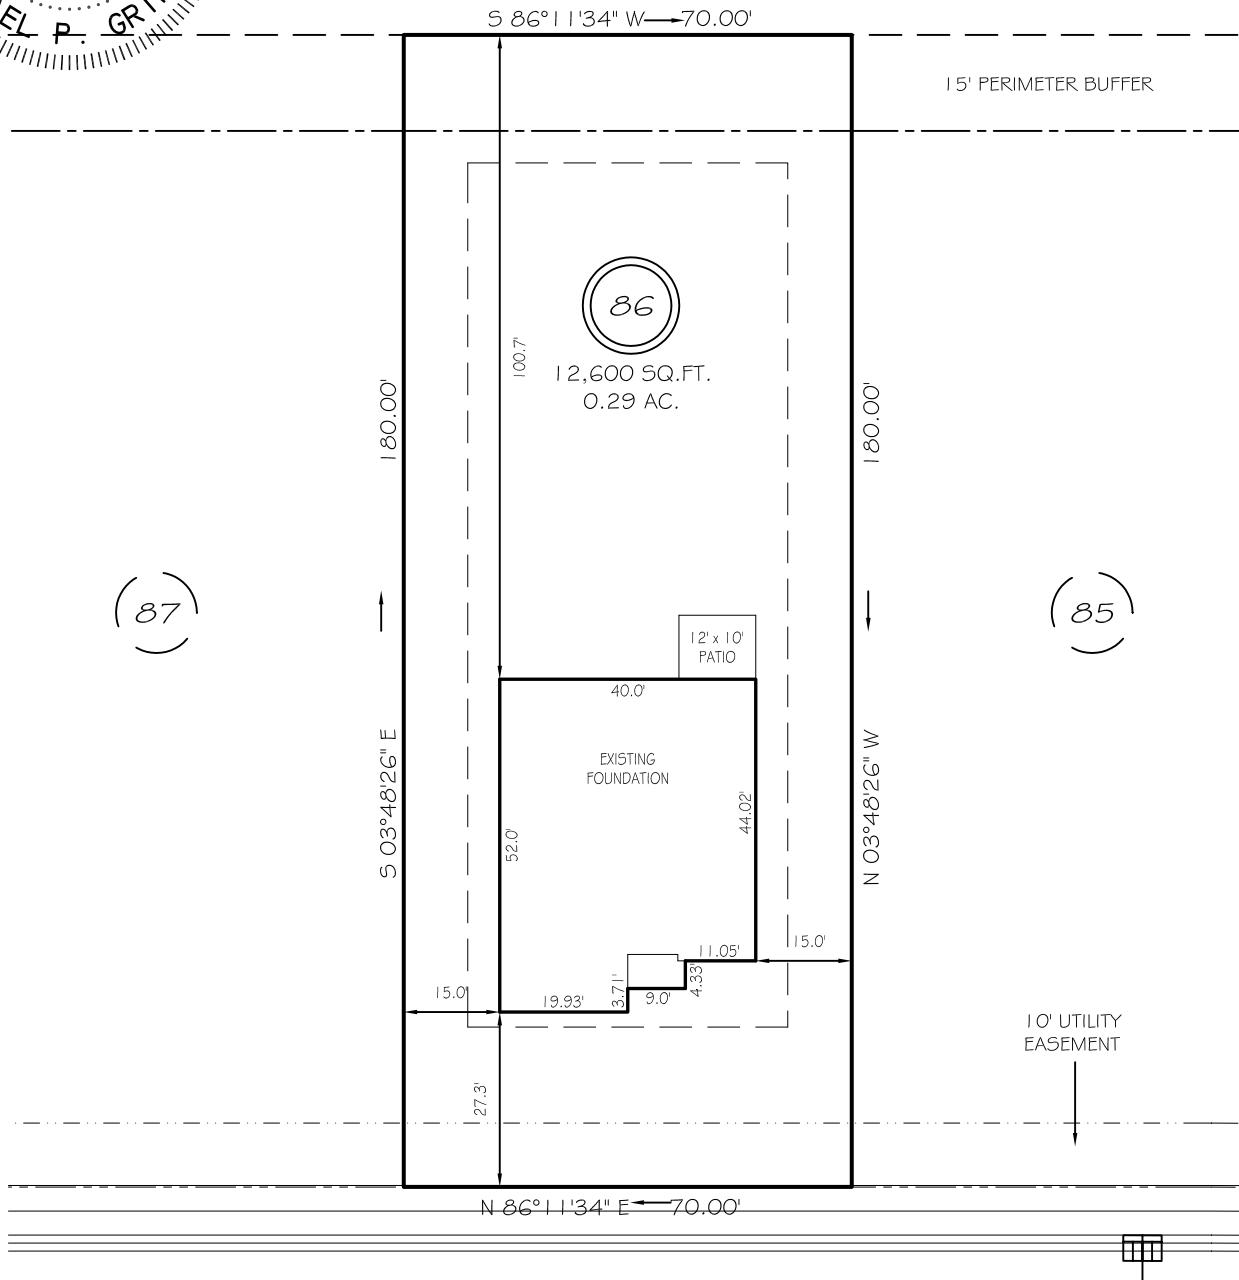 EL P. GRI
S 86°11'34" W 70.00'
15' PERIMETER BUFFER
100.7'
86
12,600 SQ.FT.
0.29 AC.
180.00'
180.00'
87
85
12' x 10'
PATIO
40.0'
EXISTING
FOUNDATION
S 03°48'26" E
N 03°48'26" W
52.0'
44.02'
11.05'
15.0'
15.0'
19.93'
3.71'
9.0'
4.33'
10' UTILITY
EASEMENT
27.3'
N 86°11'34" E 70.00'